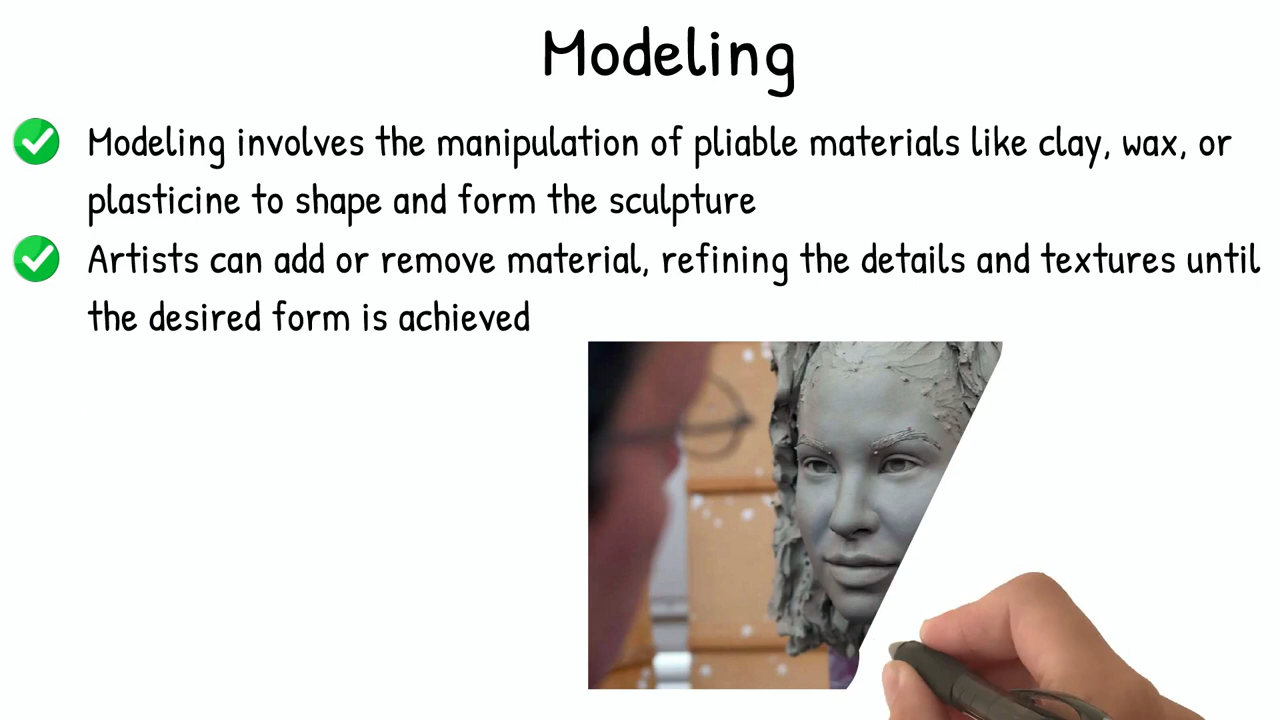 Modeling
Modeling involves the manipulation of pliable materials like clay, wax, or
plasticine to shape and form the sculpture
Artists can add or remove material, refining the details and textures until
the desired form is achieved